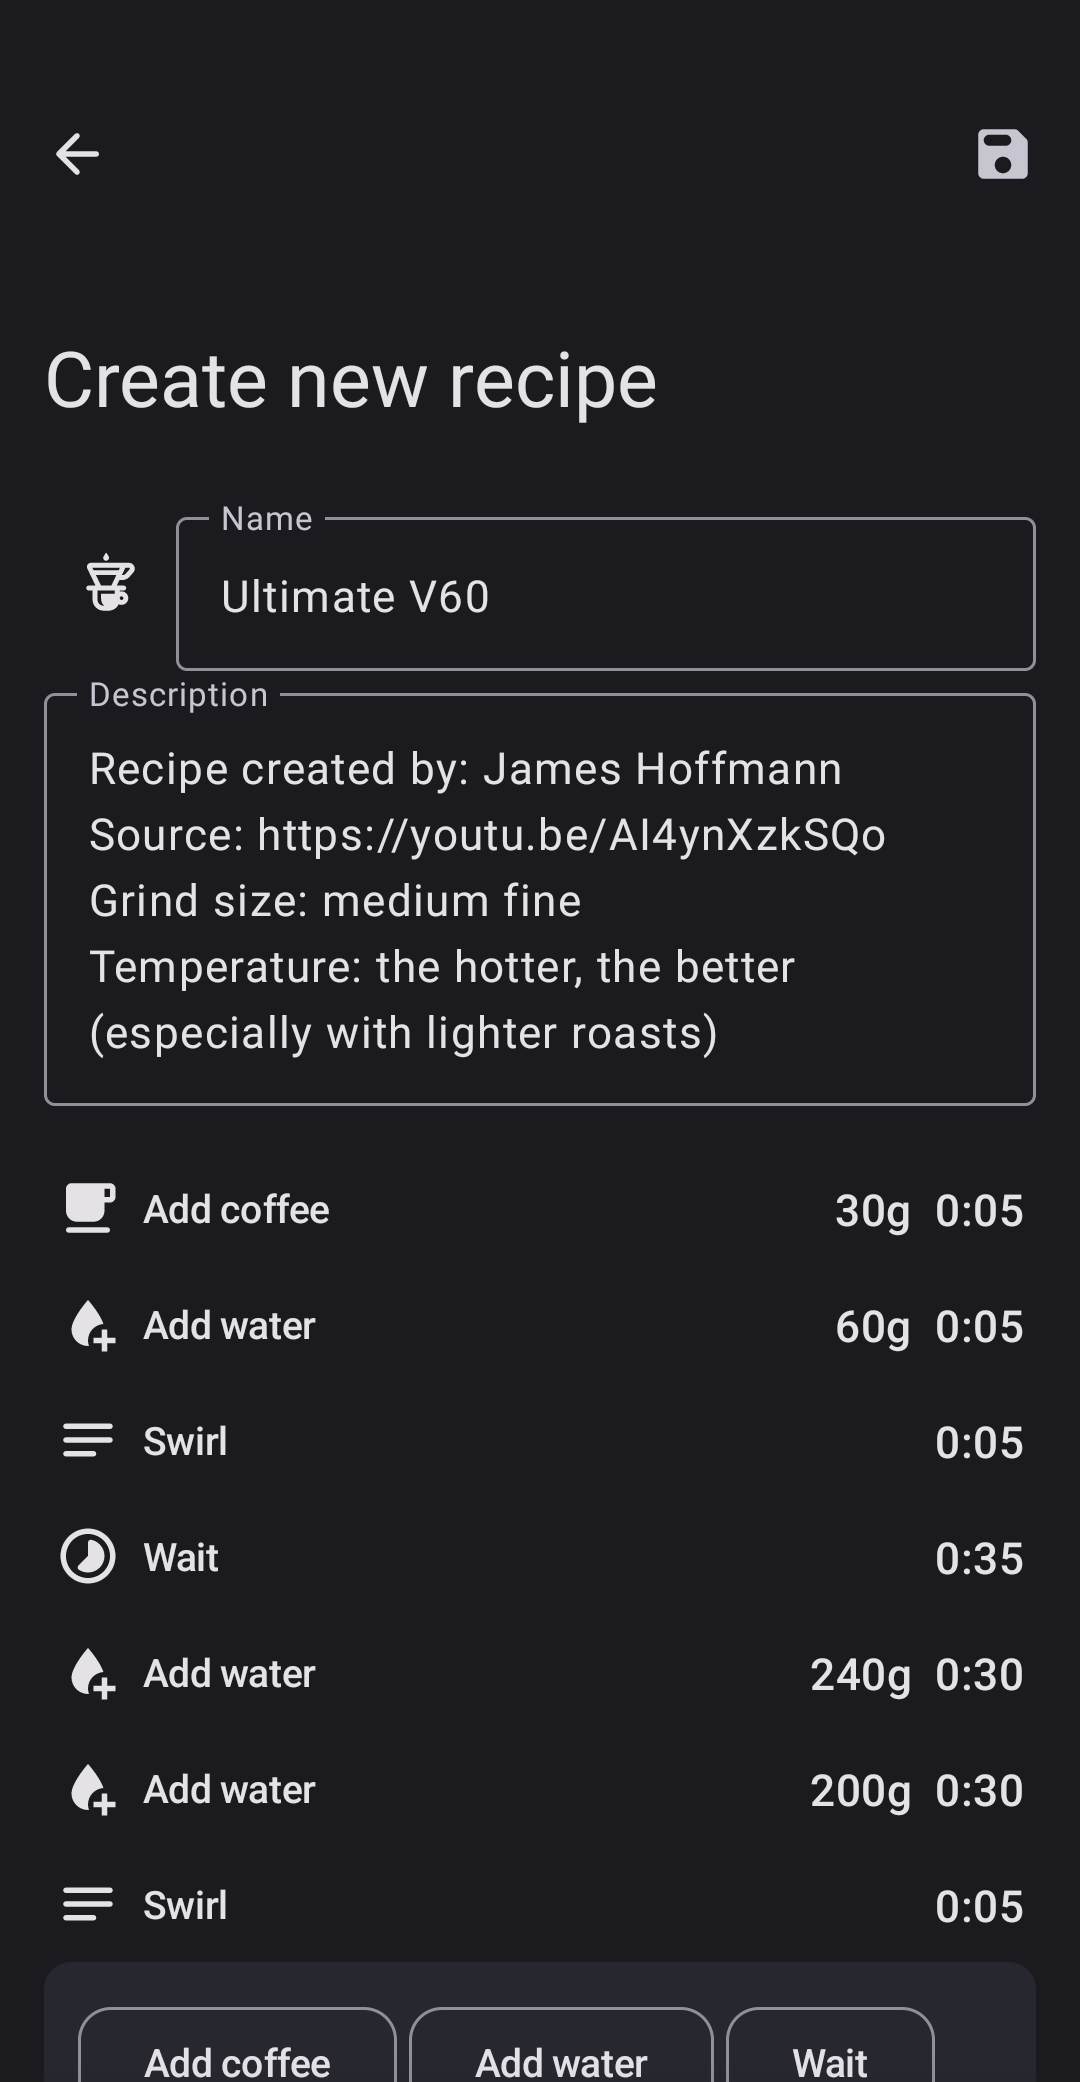 Create new recipe
Name
Ultimate V60
Description
Recipe created by: James Hoffmann
Source: https://youtu.be/AI4ynXzkSQo
Grind size: medium fine
Temperature: the hotter, the better
(especially with lighter roasts)
Add coffee 30g 0:05
Add water 60g 0:05
Swirl 0:05
Wait 0:35
Add water 240g 0:30
Add water 200g 0:30
Swirl 0:05
Add coffee Add water Wait